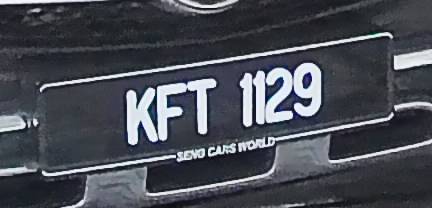 KFT 1129
SENG CARS WORLD